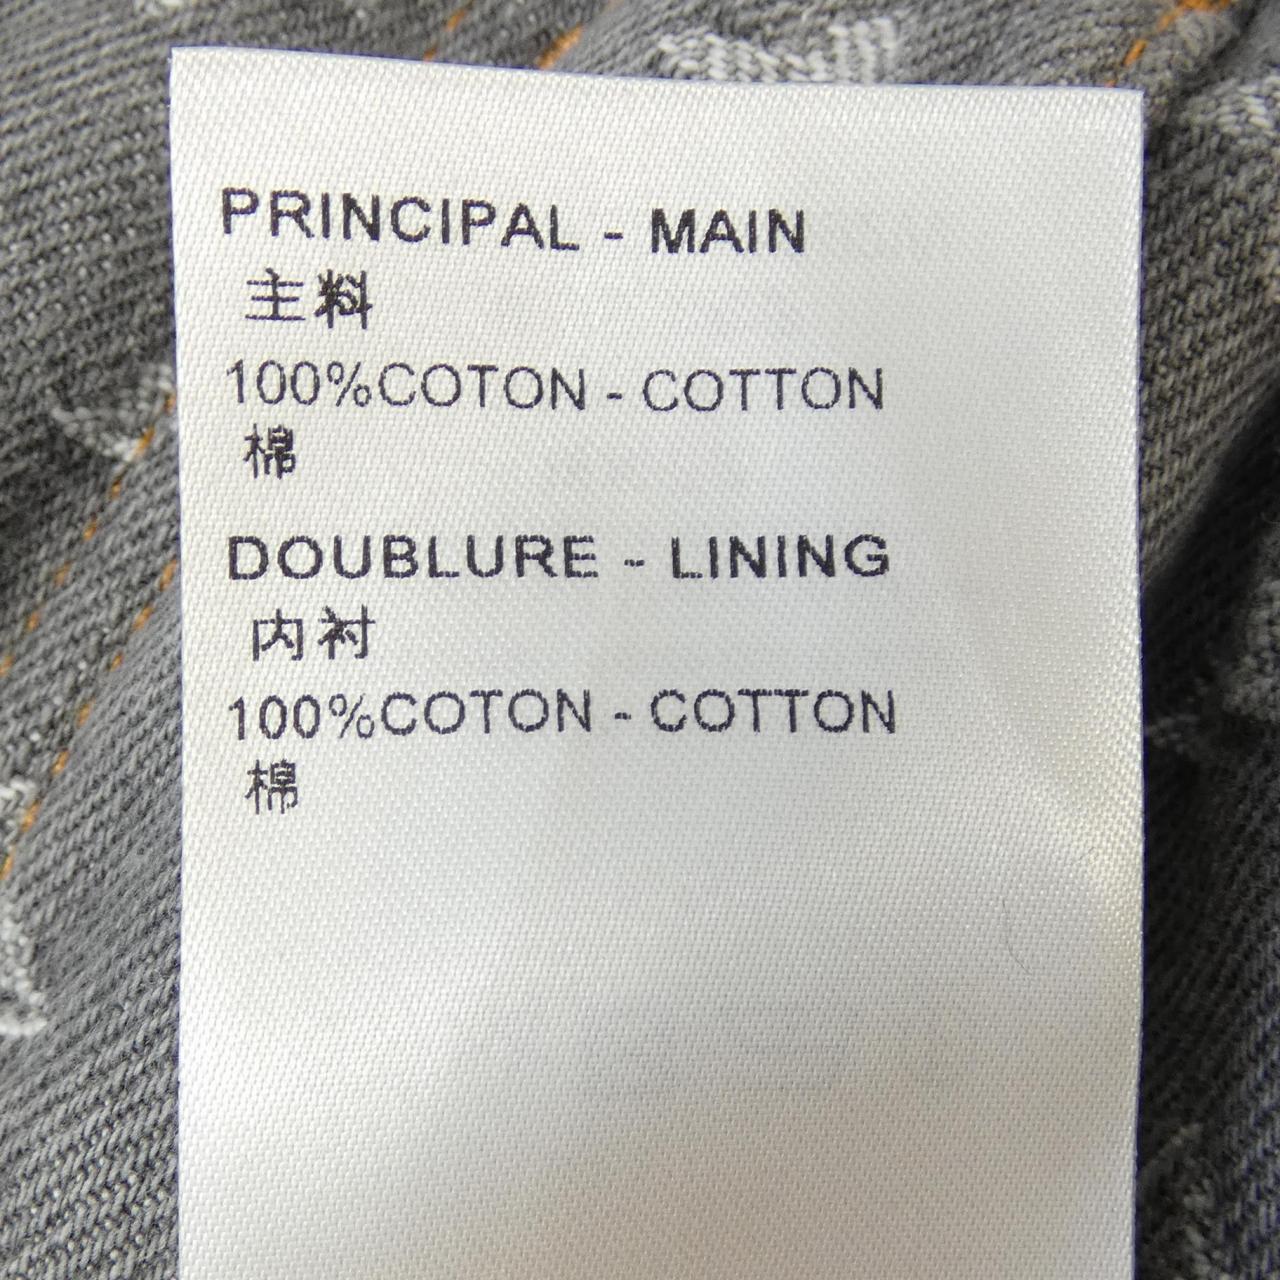 PRINCIPAL - MAIN
主料
100%COTON - COTTON
棉
DOUBLURE - LINING
内衬
100%COTON - COTTON
棉